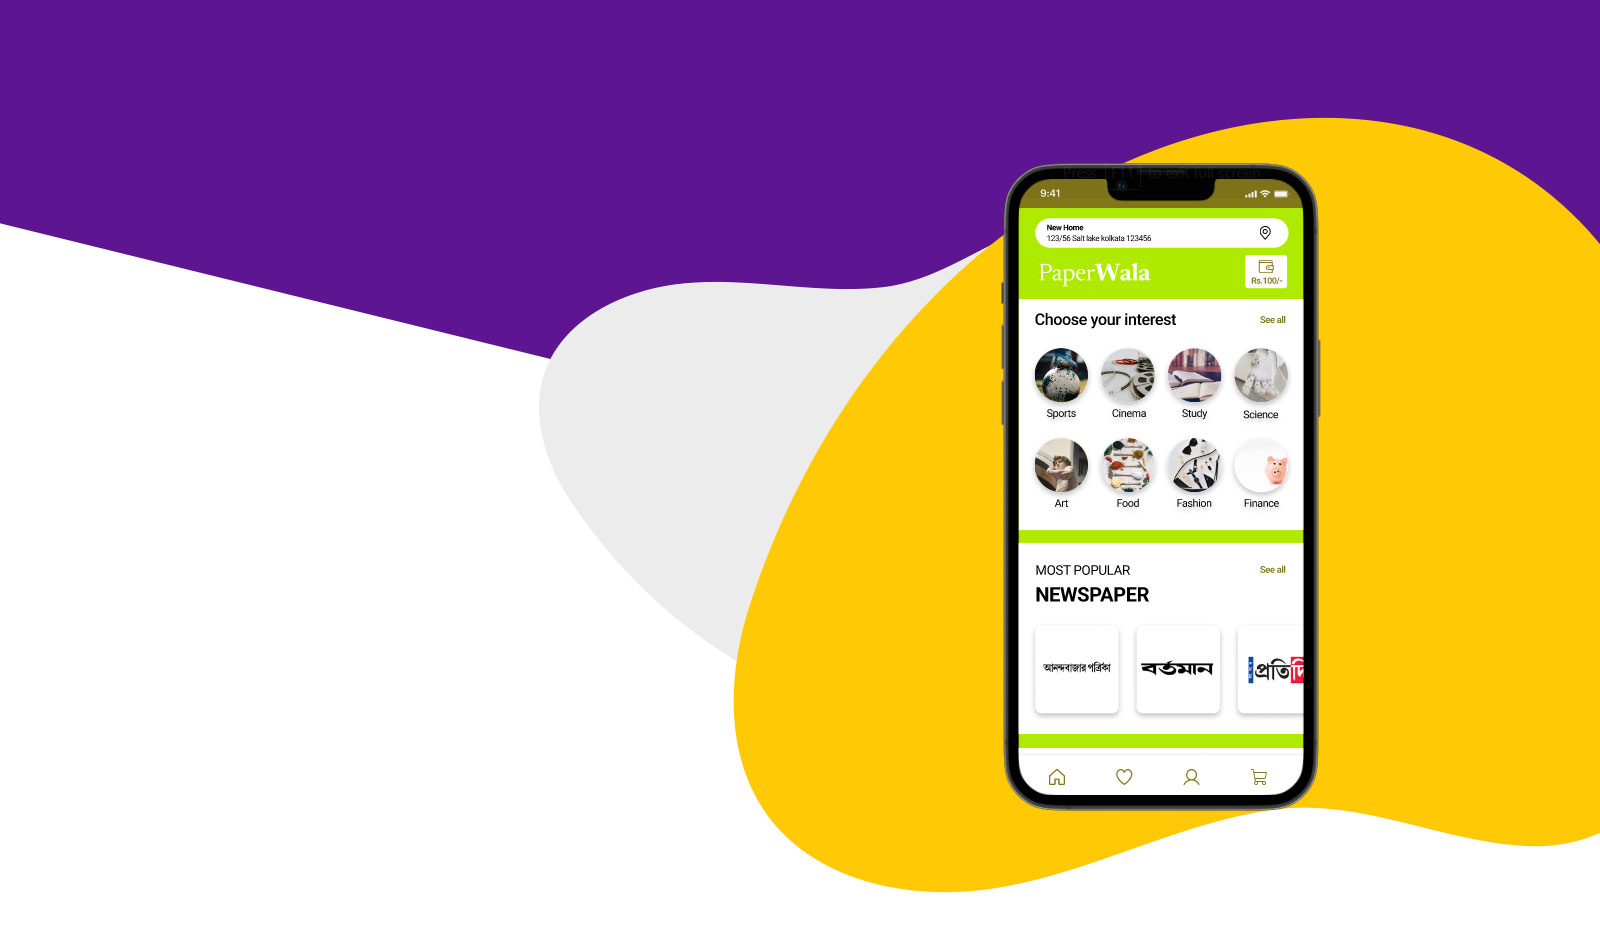 Press F11 to exit full screen
9:41
New Home
123/56 Salt lake kolkata 123456
PaperWala
Rs.100/-
Choose your interest
See all
Sports
Cinema
Study
Science
Art
Food
Fashion
Finance
MOST POPULAR
See all
NEWSPAPER
আনন্দবাজার পত্রিকা
বর্তমান
প্রতিদি